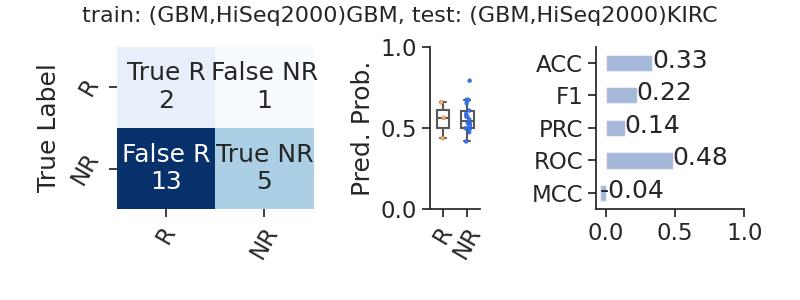 train: (GBM,HiSeq2000)GBM, test: (GBM,HiSeq2000)KIRC
True Label
R
NR
True R
2
False NR
1
False R
13
True NR
5
R
NR
Pred. Prob.
1.0
0.5
0.0
R
NR
ACC
0.33
F1
0.22
PRC
0.14
ROC
0.48
MCC
-0.04
0.0
0.5
1.0